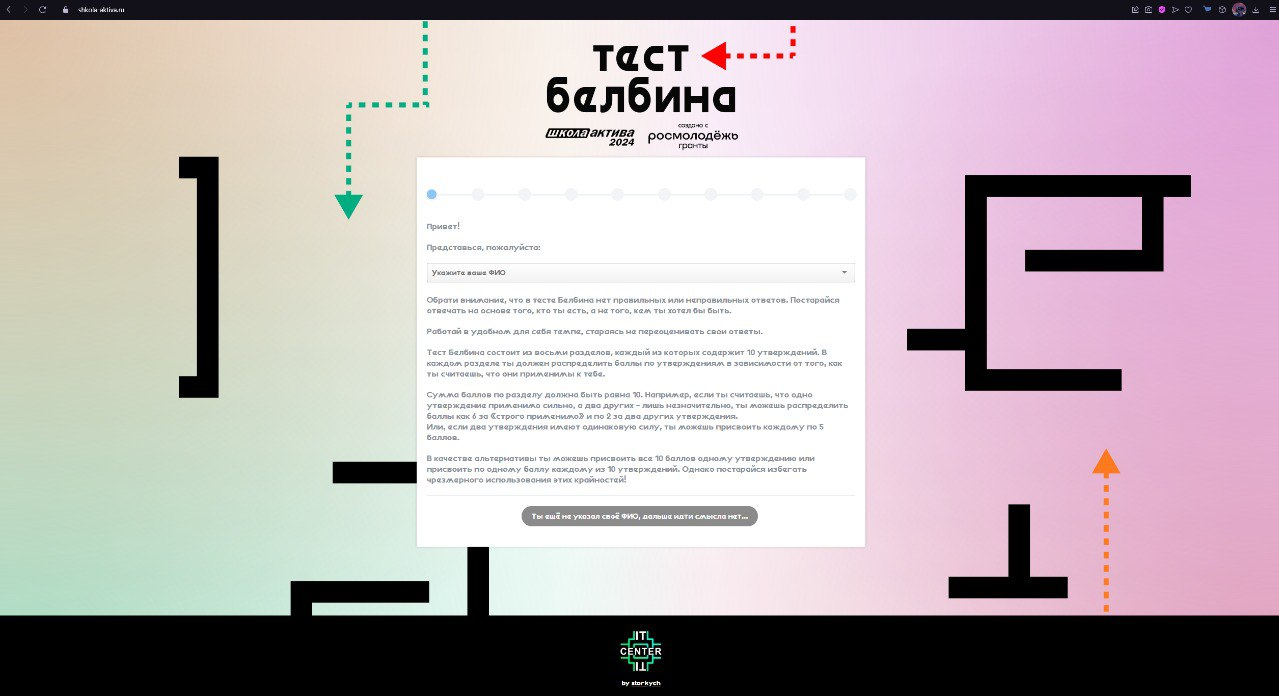 shkola-aktiva.ru
тест
белбина
школа актива
2024
создано с
росмолодёжь
гранты
Привет!
Представься, пожалуйста:
Укажите ваше ФИО
Обрати внимание, что в тесте Белбина нет правильных или неправильных ответов. Постарайся
отвечать на основе того, кто ты есть, а не того, кем ты хотел бы быть.
Работай в удобном для себя темпе, стараясь не переоценивать свои ответы.
Тест Белбина состоит из восьми разделов, каждый из которых содержит 10 утверждений. В
каждом разделе ты должен распределить баллы по утверждениям в зависимости от того, как
ты считаешь, что они применимы к тебе.
Сумма баллов по разделу должна быть равна 10. Например, если ты считаешь, что одно
утверждение применимо сильно, а два других – лишь незначительно, ты можешь распределить
баллы как 6 за «строго применимо» и по 2 за два других утверждения.
Или, если два утверждения имеют одинаковую силу, ты можешь присвоить каждому по 5
баллов.
В качестве альтернативы ты можешь присвоить все 10 баллов одному утверждению или
присвоить по одному баллу каждому из 10 утверждений. Однако постарайся избегать
чрезмерного использования этих крайностей!
Ты ещё не указал своё ФИО, дальше идти смысла нет...
IT
CENTER
IT
by storkych